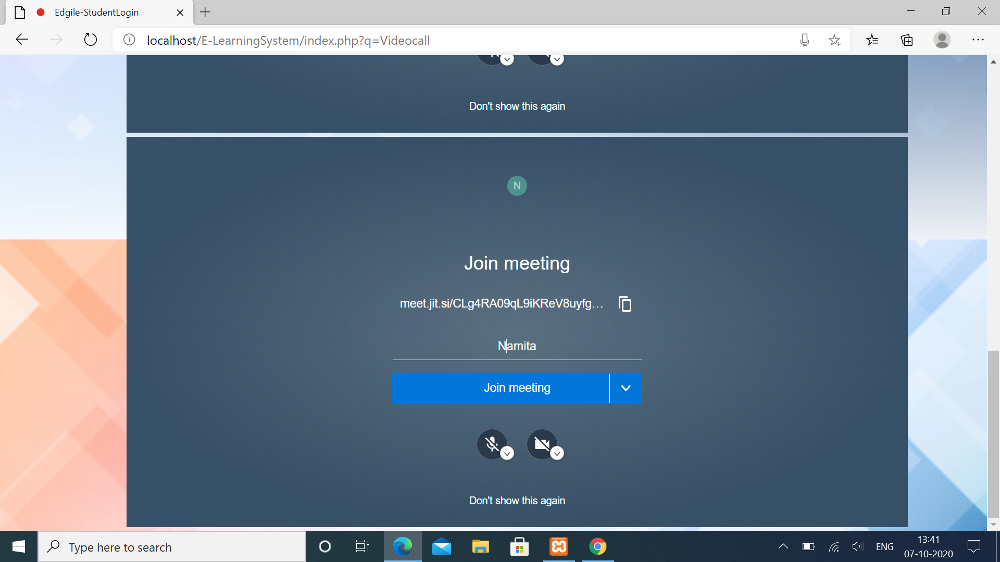 Edgile-StudentLogin
localhost/E-LearningSystem/index.php?q=Videocall
Don't show this again
N
Join meeting
meet.jit.si/CLg4RA09qL9iKReV8uyfg...
Namita
Join meeting
Don't show this again
Type here to search
ENG
13:41
07-10-2020